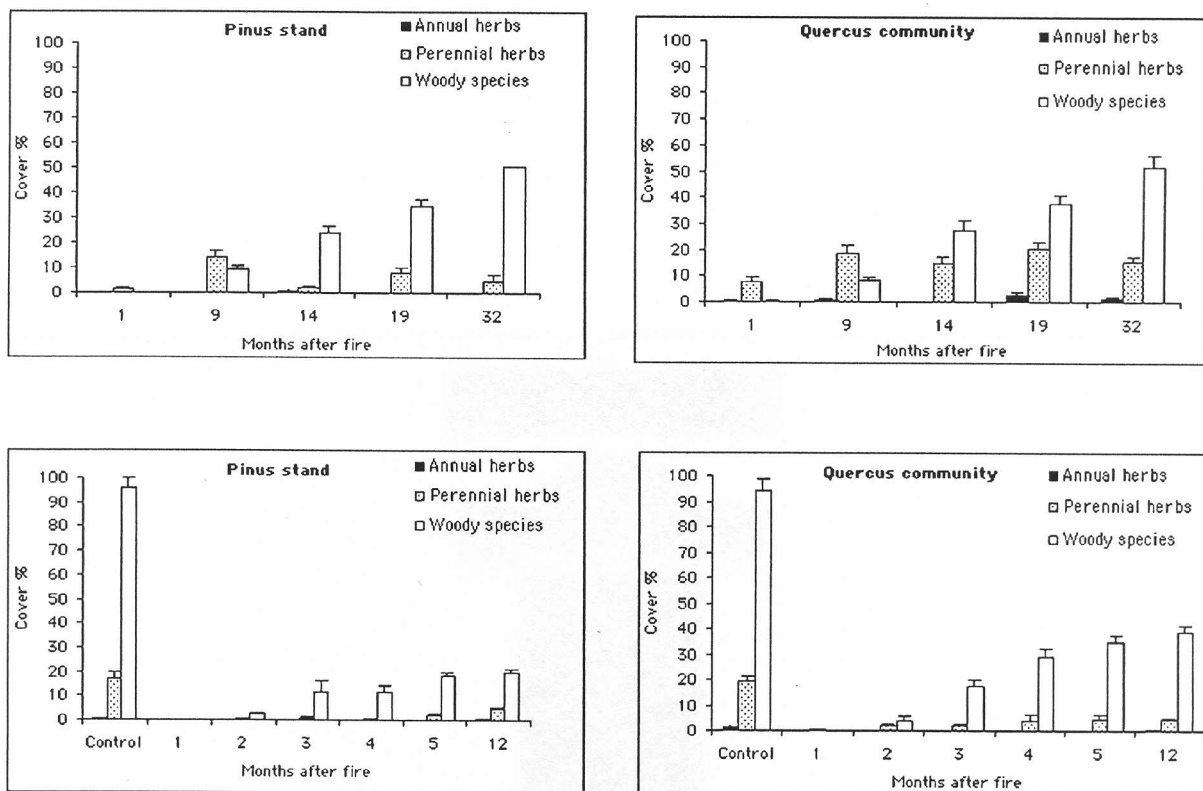 Pinus stand
Annual herbs
Perennial herbs
Woody species
100
90
80
70
60
50
40
30
20
10
0
Cover %
1 9 14 19 32
Months after fire
Quercus community
Annual herbs
Perennial herbs
Woody species
100
90
80
70
60
50
40
30
20
10
0
Cover %
1 9 14 19 32
Months after fire
Pinus stand
Annual herbs
Perennial herbs
Woody species
100
90
80
70
60
50
40
30
20
10
0
Cover %
Control 1 2 3 4 5 12
Months after fire
Quercus community
Annual herbs
Perennial herbs
Woody species
100
90
80
70
60
50
40
30
20
10
0
Cover %
Control 1 2 3 4 5 12
Months after fire